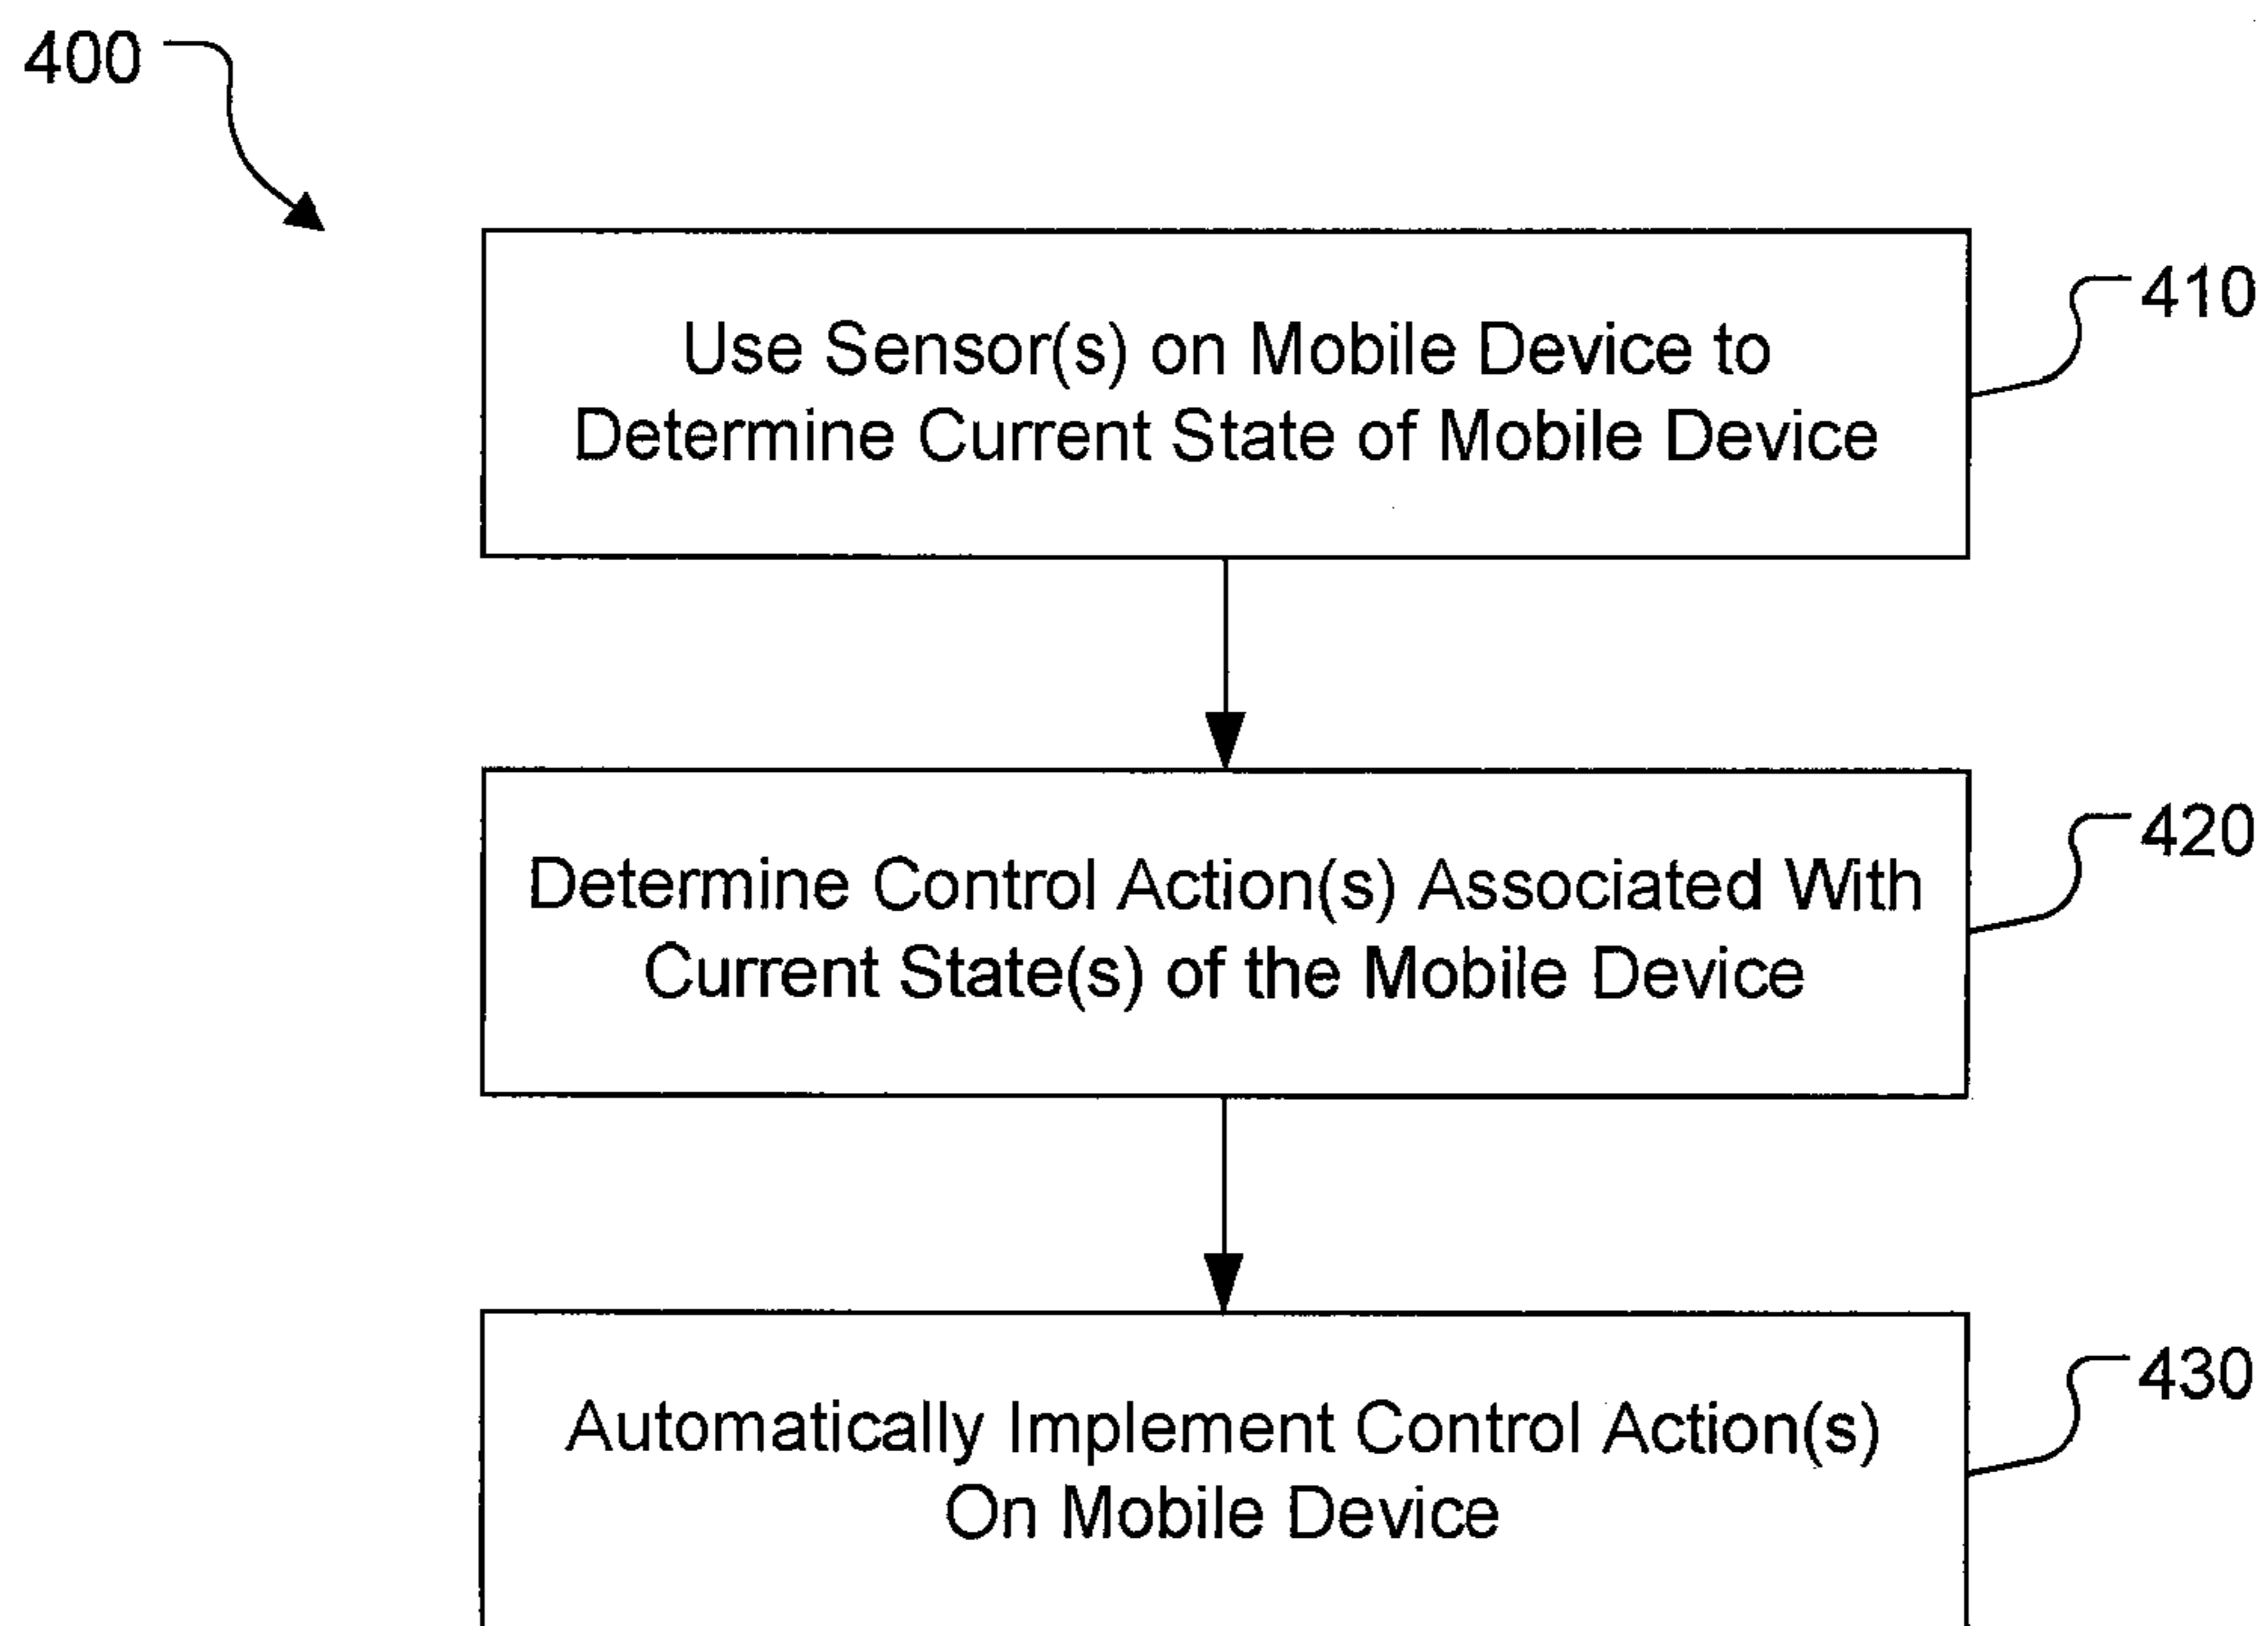 400
Use Sensor(s) on Mobile Device to
Determine Current State of Mobile Device
410
Determine Control Action(s) Associated With
Current State(s) of the Mobile Device
420
Automatically Implement Control Action(s)
On Mobile Device
430